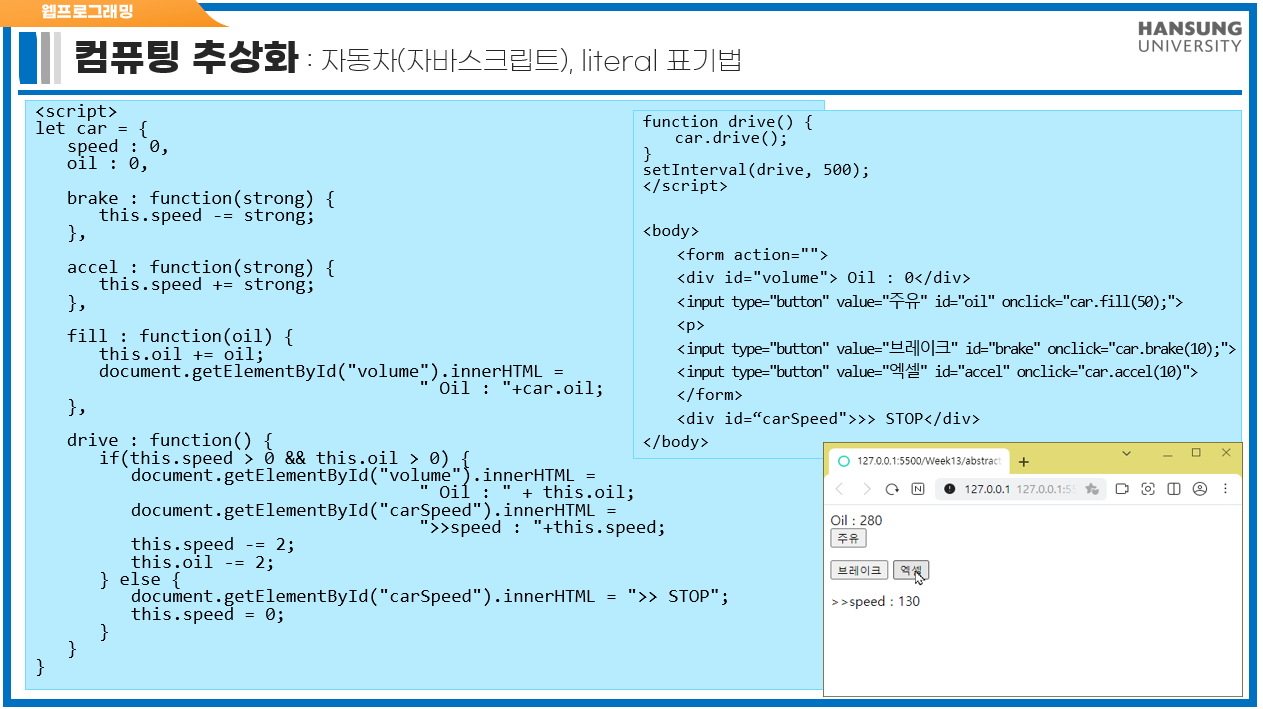 웹프로그래밍
컴퓨팅 추상화 : 자동차(자바스크립트), literal 표기법
HANSUNG
UNIVERSITY
<script>
let car = {
speed : 0,
oil : 0,
brake : function(strong) {
this.speed -= strong;
},
accel : function(strong) {
this.speed += strong;
},
fill : function(oil) {
this.oil += oil;
document.getElementById("volume").innerHTML =
" Oil : "+car.oil;
},
drive : function() {
if(this.speed > 0 && this.oil > 0) {
document.getElementById("volume").innerHTML =
" Oil : " + this.oil;
document.getElementById("carSpeed").innerHTML =
">>speed : "+this.speed;
this.speed -= 2;
this.oil -= 2;
} else {
document.getElementById("carSpeed").innerHTML = ">> STOP";
this.speed = 0;
}
}
}
function drive() {
car.drive();
}
setInterval(drive, 500);
</script>
<body>
<form action="">
<div id="volume"> Oil : 0</div>
<input type="button" value="주유" id="oil" onclick="car.fill(50);">
<p>
<input type="button" value="브레이크" id="brake" onclick="car.brake(10);">
<input type="button" value="엑셀" id="accel" onclick="car.accel(10)">
</form>
<div id=“carSpeed">>> STOP</div>
</body>
127.0.0.1:5500/Week13/abstract
127.0.0.1 127.0.0.1:55
Oil : 280
주유
브레이크 엑셀
>>speed : 130